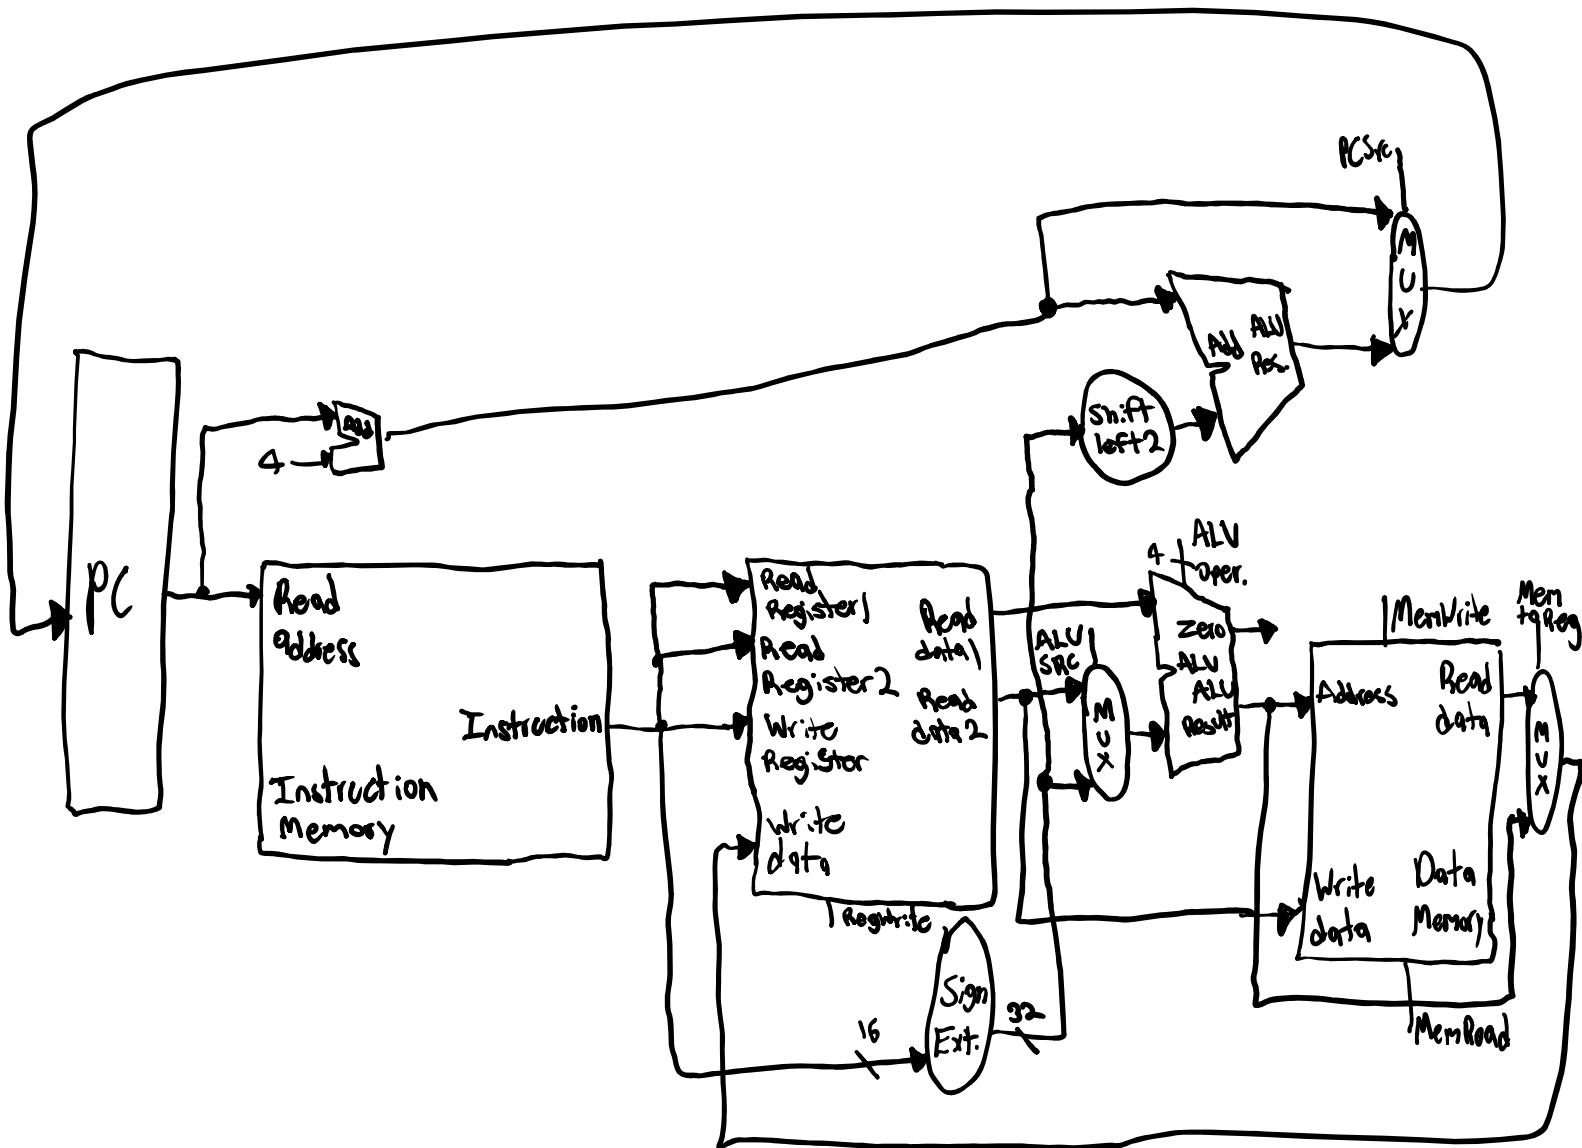 PCSrc
M
U
X
Add
ALU
Res.
Shift
left 2
Add
4
PC
Read
address
Instruction
Instruction
Memory
Read
Register 1
Read
Register 2
Write
Registor
Write
data
Read
data 1
Read
data 2
RegWrite
ALU
SRC
M
U
X
4
ALU
oper.
Zero
ALU
ALU
Result
MemWrite
Address
Read
data
Write
data
Data
Memory
MemRead
Mem
to Reg
M
U
X
Sign
Ext.
16
32